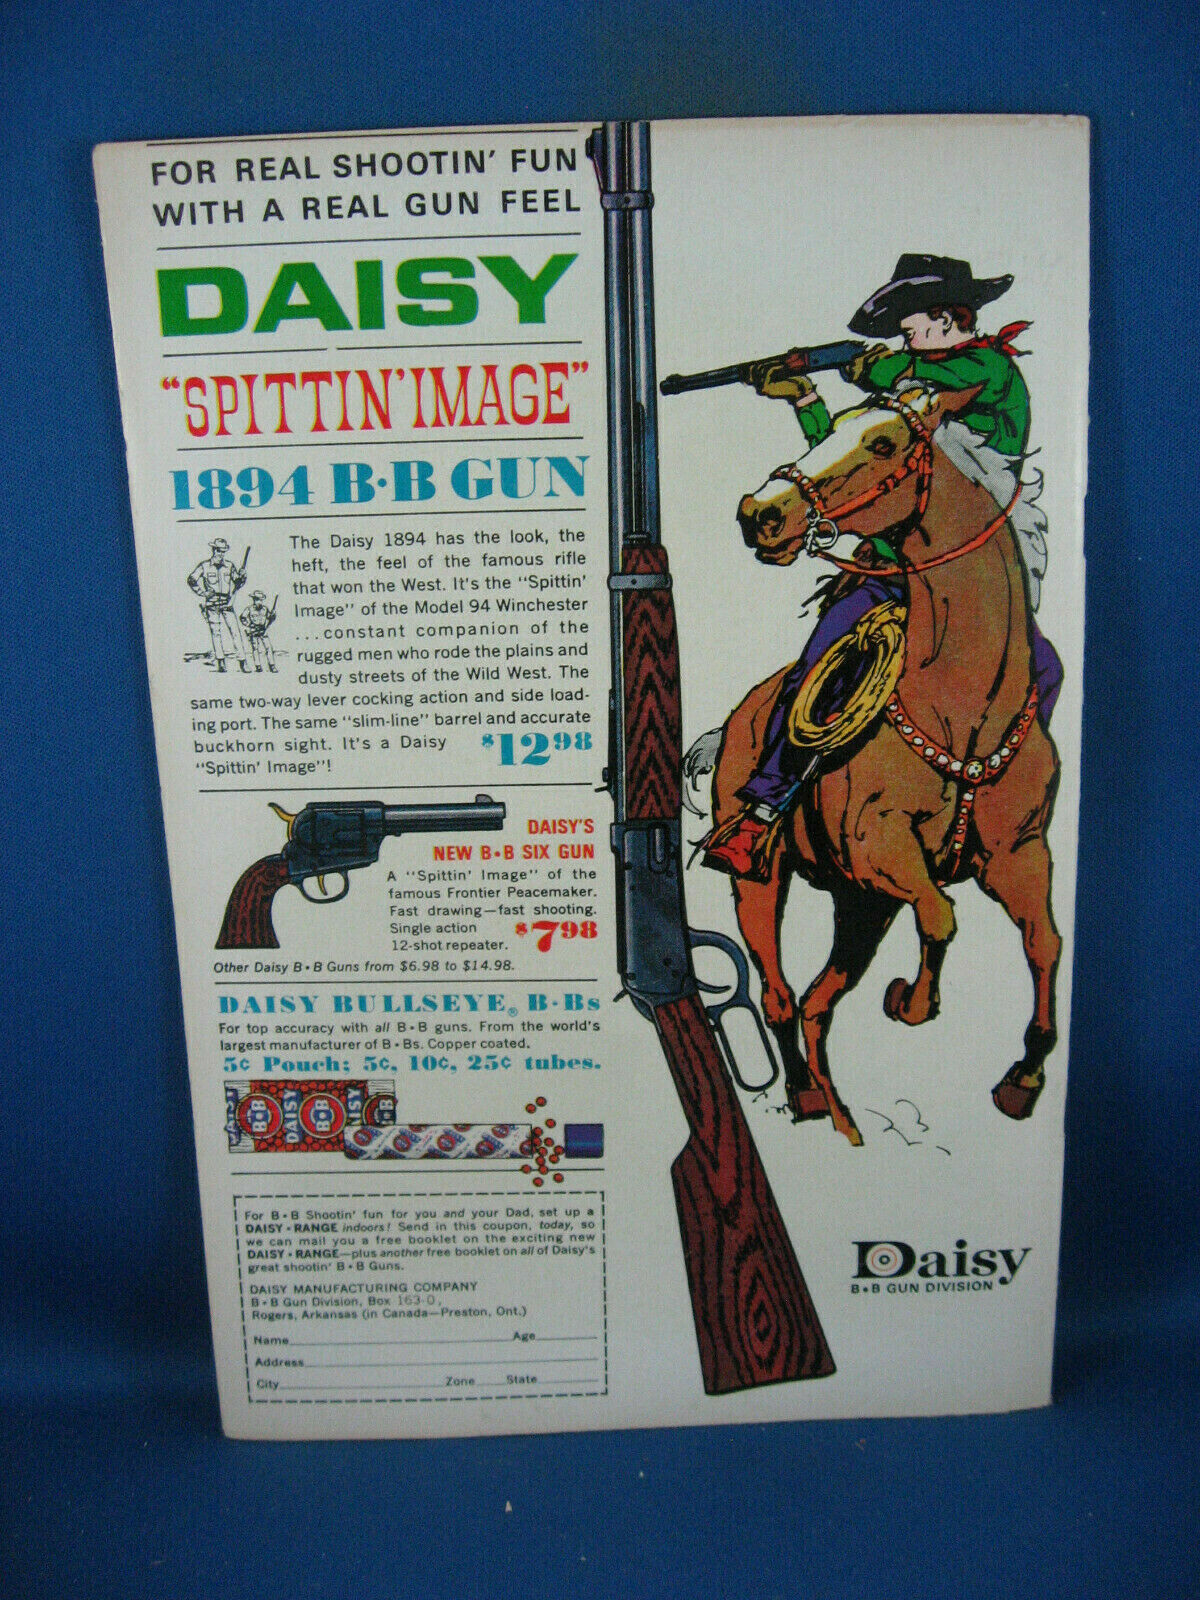 FOR REAL SHOOTIN' FUN
WITH A REAL GUN FEEL
DAISY
"SPITTIN' IMAGE"
1894 B•B GUN
The Daisy 1894 has the look, the
heft, the feel of the famous rifle
that won the West. It's the "Spittin'
Image" of the Model 94 Winchester
...constant companion of the
rugged men who rode the plains and
dusty streets of the Wild West. The
same two-way lever cocking action and side load-
ing port. The same "slim-line" barrel and accurate
buckhorn sight. It's a Daisy
"Spittin' Image"!
$12 98
DAISY'S
NEW B•B SIX GUN
A "Spittin' Image" of the
famous Frontier Peacemaker.
Fast drawing—fast shooting.
Single action
12-shot repeater.
$7 98
Other Daisy B•B Guns from $6.98 to $14.98.
DAISY BULLSEYE® B•Bs
For top accuracy with all B•B guns. From the world's
largest manufacturer of B•Bs. Copper coated.
5¢ Pouch; 5¢, 10¢, 25¢ tubes.
DAISY
B•B
DAISY
B•B
DAISY
B•B
For B•B Shootin' fun for you and your Dad, set up a
DAISY•RANGE indoors! Send in this coupon, today, so
we can mail you a free booklet on the exciting new
DAISY•RANGE—plus another free booklet on all of Daisy's
great shootin' B•B Guns.
DAISY MANUFACTURING COMPANY
B•B Gun Division, Box 163-O,
Rogers, Arkansas (in Canada—Preston, Ont.)
Name Age
Address
City Zone State
Daisy
B•B GUN DIVISION